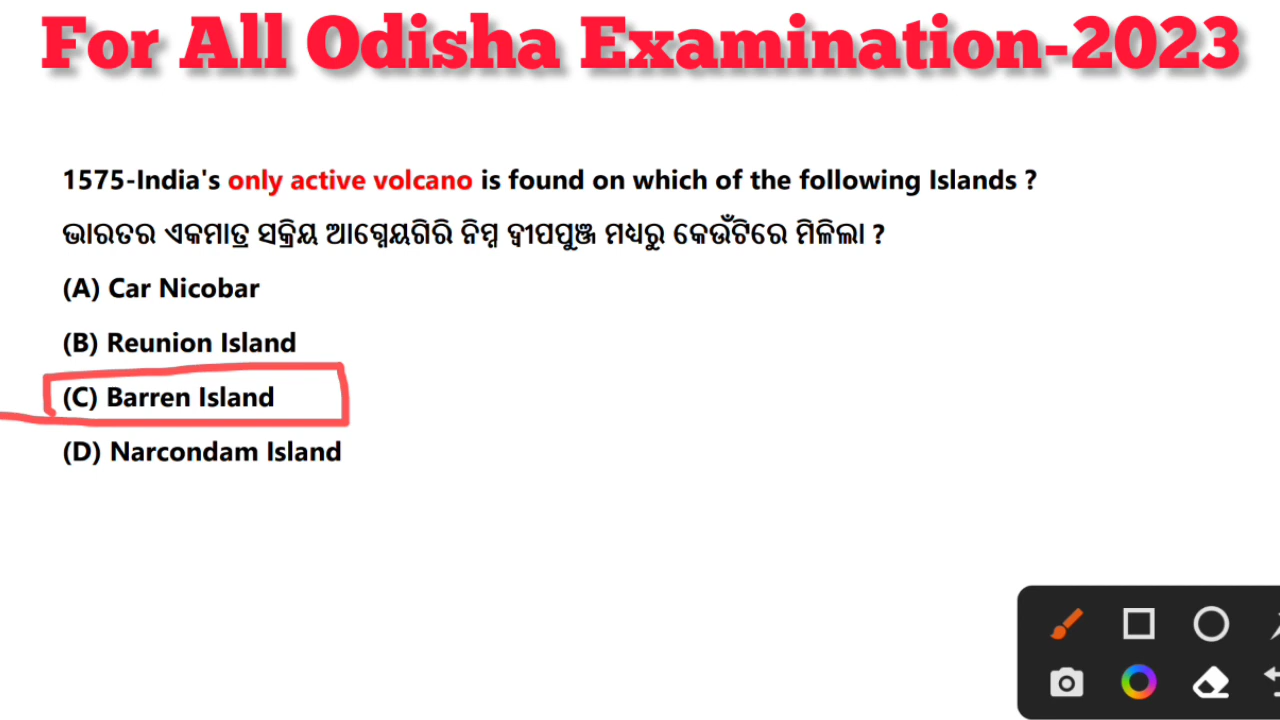 For All Odisha Examination-2023
1575-India's only active volcano is found on which of the following Islands ?
ଭାରତର ଏକମାତ୍ର ସକ୍ରିୟ ଆଗ୍ନେୟଗିରି ନିମ୍ନ ଦ୍ୱୀପପୁଞ୍ଜ ମଧ୍ୟରୁ କେଉଁଟିରେ ମିଳିଲା ?
(A) Car Nicobar
(B) Reunion Island
(C) Barren Island
(D) Narcondam Island